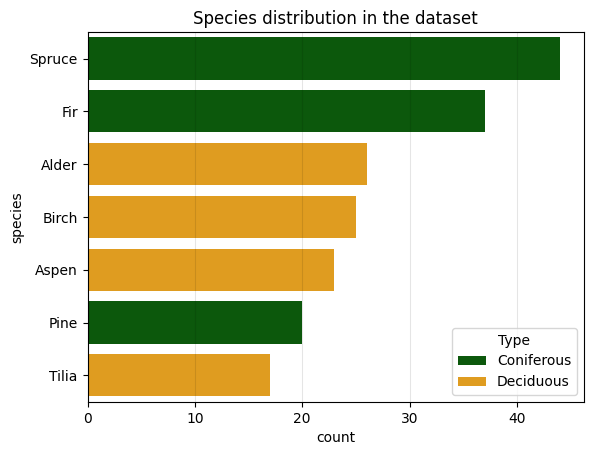 Species distribution in the dataset
Spruce
Fir
Alder
Birch
Aspen
Pine
Tilia
species
Type
Coniferous
Deciduous
0 10 20 30 40
count